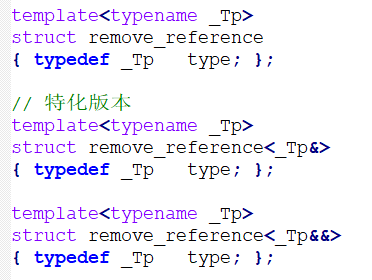 template<typename _Tp>
struct remove_reference
{ typedef _Tp   type; };
// 特化版本
template<typename _Tp>
struct remove_reference<_Tp&>
{ typedef _Tp   type; };
template<typename _Tp>
struct remove_reference<_Tp&&>
{ typedef _Tp   type; };